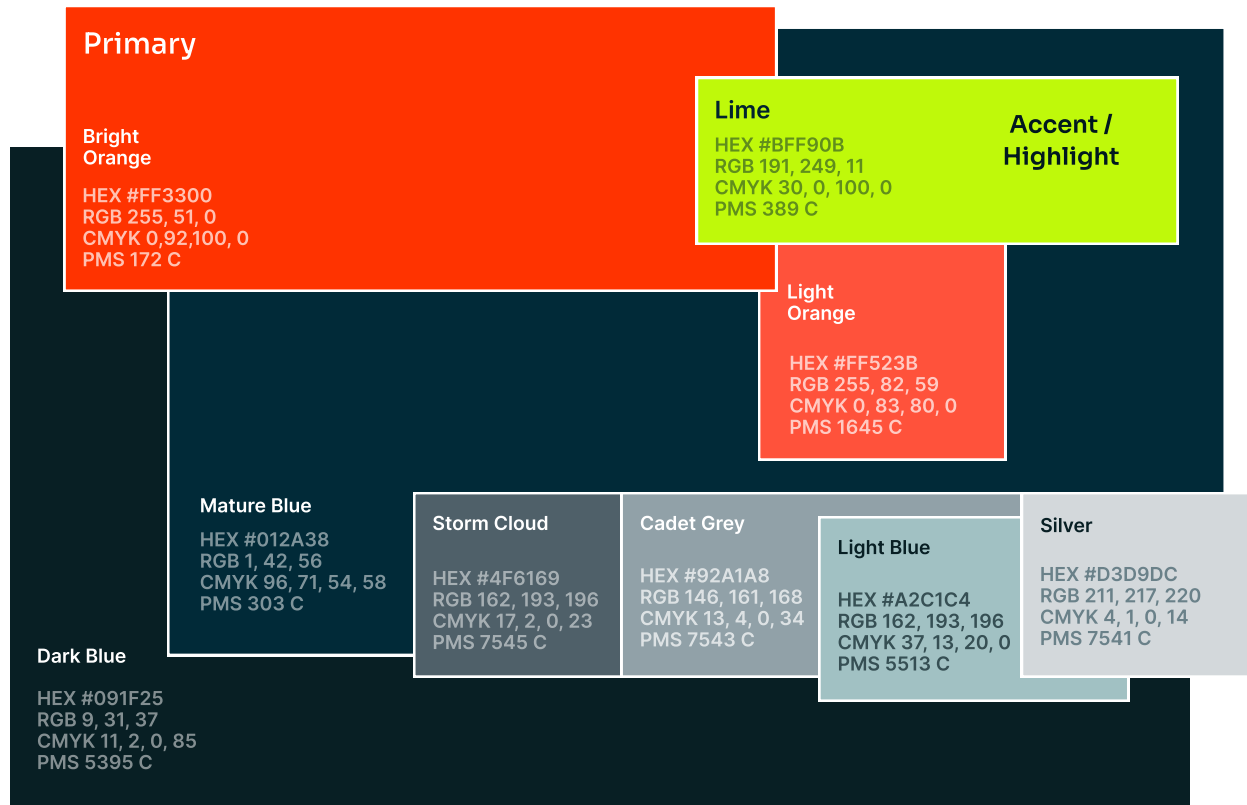 Primary
Bright
Orange
HEX #FF3300
RGB 255, 51, 0
CMYK 0,92,100, 0
PMS 172 C
Lime
HEX #BFF90B
RGB 191, 249, 11
CMYK 30, 0, 100, 0
PMS 389 C
Accent /
Highlight
Light
Orange
HEX #FF523B
RGB 255, 82, 59
CMYK 0, 83, 80, 0
PMS 1645 C
Mature Blue
HEX #012A38
RGB 1, 42, 56
CMYK 96, 71, 54, 58
PMS 303 C
Storm Cloud
HEX #4F6169
RGB 162, 193, 196
CMYK 17, 2, 0, 23
PMS 7545 C
Cadet Grey
HEX #92A1A8
RGB 146, 161, 168
CMYK 13, 4, 0, 34
PMS 7543 C
Light Blue
HEX #A2C1C4
RGB 162, 193, 196
CMYK 37, 13, 20, 0
PMS 5513 C
Silver
HEX #D3D9DC
RGB 211, 217, 220
CMYK 4, 1, 0, 14
PMS 7541 C
Dark Blue
HEX #091F25
RGB 9, 31, 37
CMYK 11, 2, 0, 85
PMS 5395 C